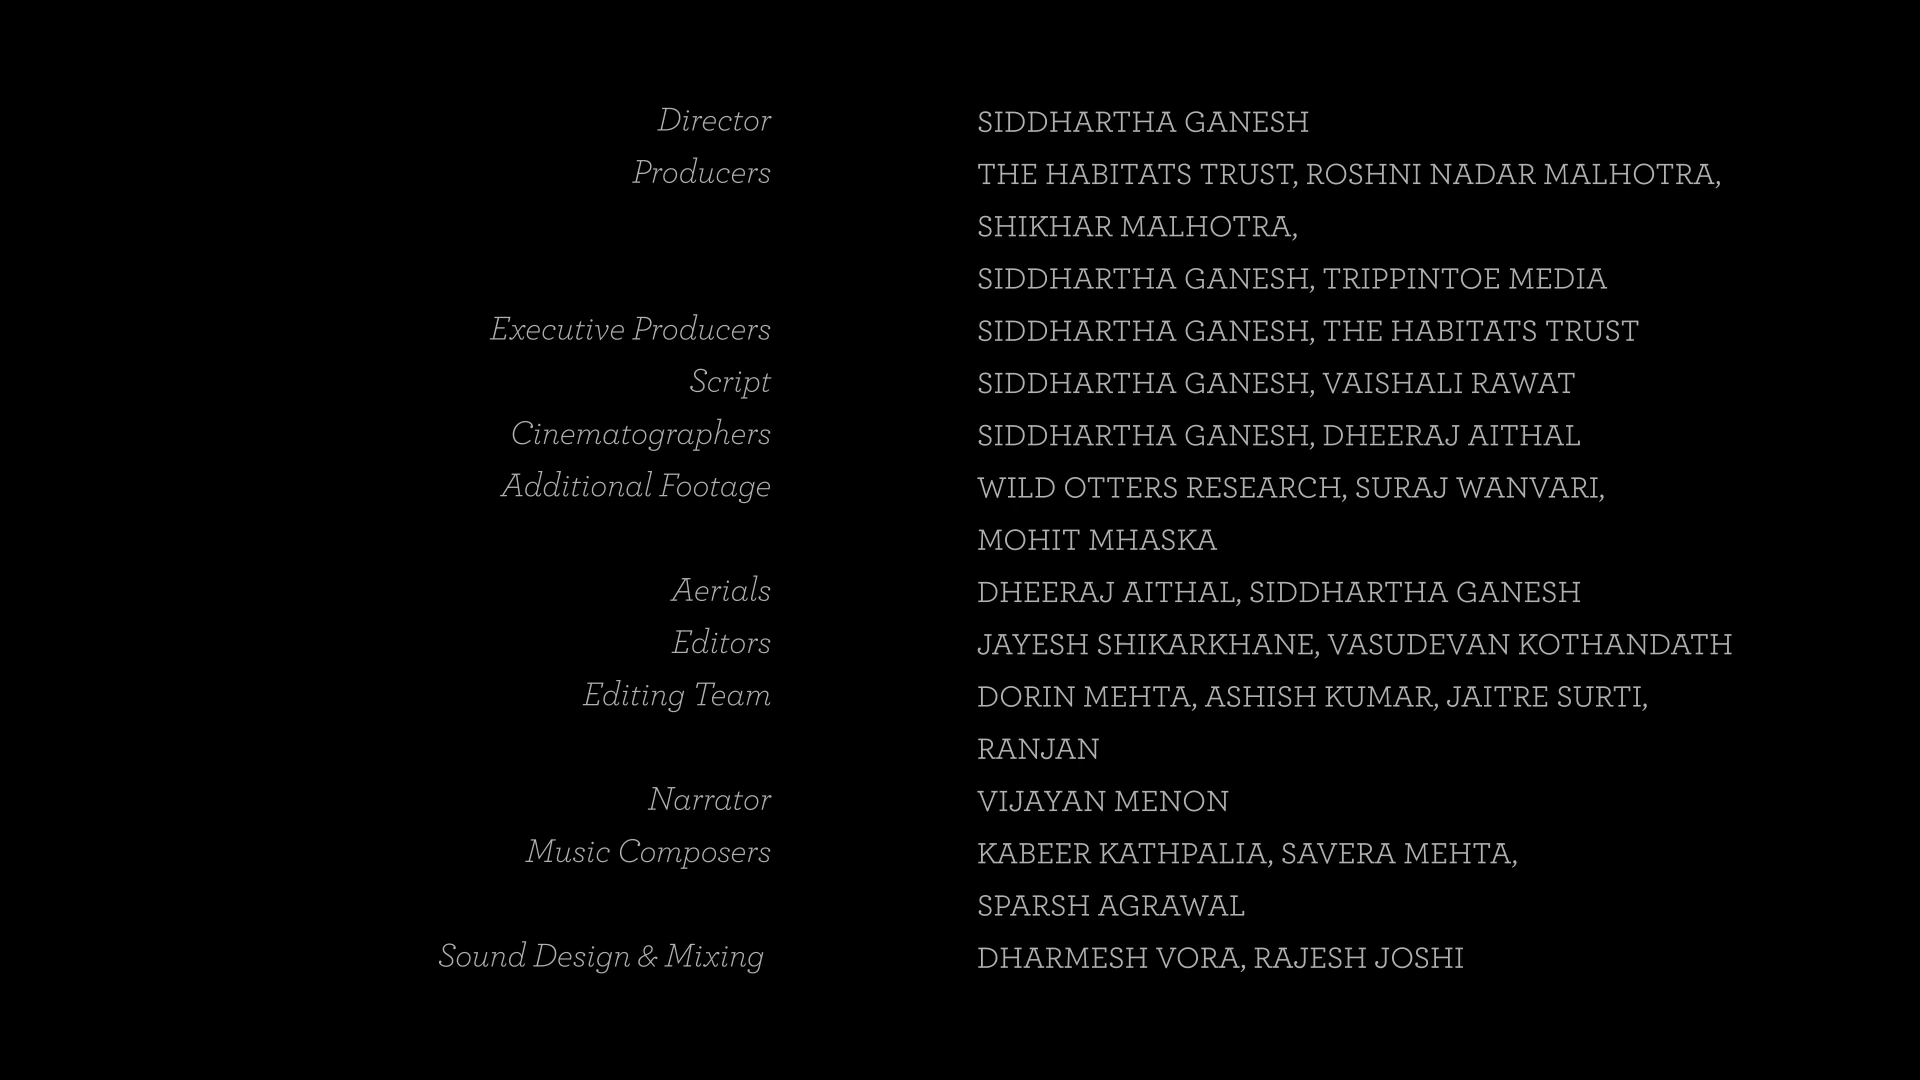 Director SIDDHARTHA GANESH
Producers THE HABITATS TRUST, ROSHNI NADAR MALHOTRA,
SHIKHAR MALHOTRA,
SIDDHARTHA GANESH, TRIPPINTOE MEDIA
Executive Producers SIDDHARTHA GANESH, THE HABITATS TRUST
Script SIDDHARTHA GANESH, VAISHALI RAWAT
Cinematographers SIDDHARTHA GANESH, DHEERAJ AITHAL
Additional Footage WILD OTTERS RESEARCH, SURAJ WANVARI,
MOHIT MHASKA
Aerials DHEERAJ AITHAL, SIDDHARTHA GANESH
Editors JAYESH SHIKARKHANE, VASUDEVAN KOTHANDATH
Editing Team DORIN MEHTA, ASHISH KUMAR, JAITRE SURTI,
RANJAN
Narrator VIJAYAN MENON
Music Composers KABEER KATHPALIA, SAVERA MEHTA,
SPARSH AGRAWAL
Sound Design & Mixing DHARMESH VORA, RAJESH JOSHI